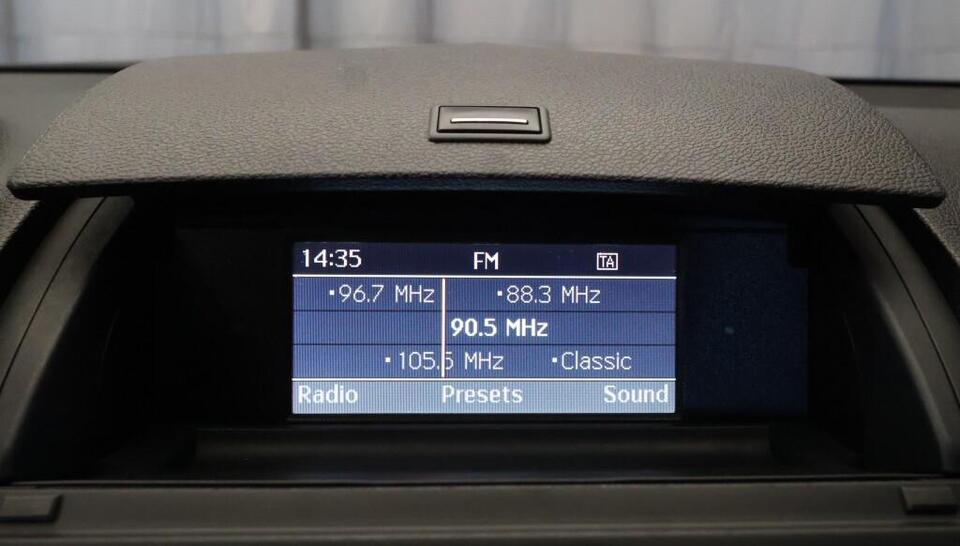 14:35 FM TA
▪96.7 MHz ▪88.3 MHz
90.5 MHz
▪105.5 MHz ▪Classic
Radio Presets Sound